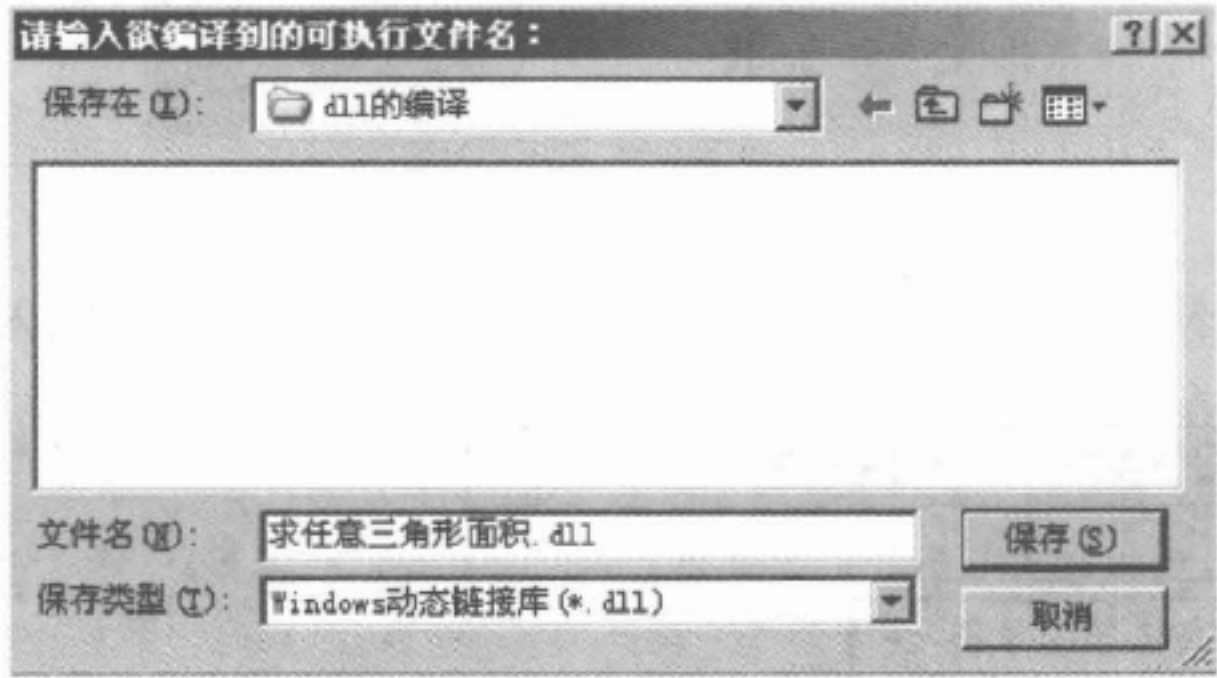 请输入欲编译到的可执行文件名：
保存在(I)：
dll的编译
文件名(N)：
求任意三角形面积.dll
保存(S)
保存类型(T)：
Windows动态链接库(*.dll)
取消